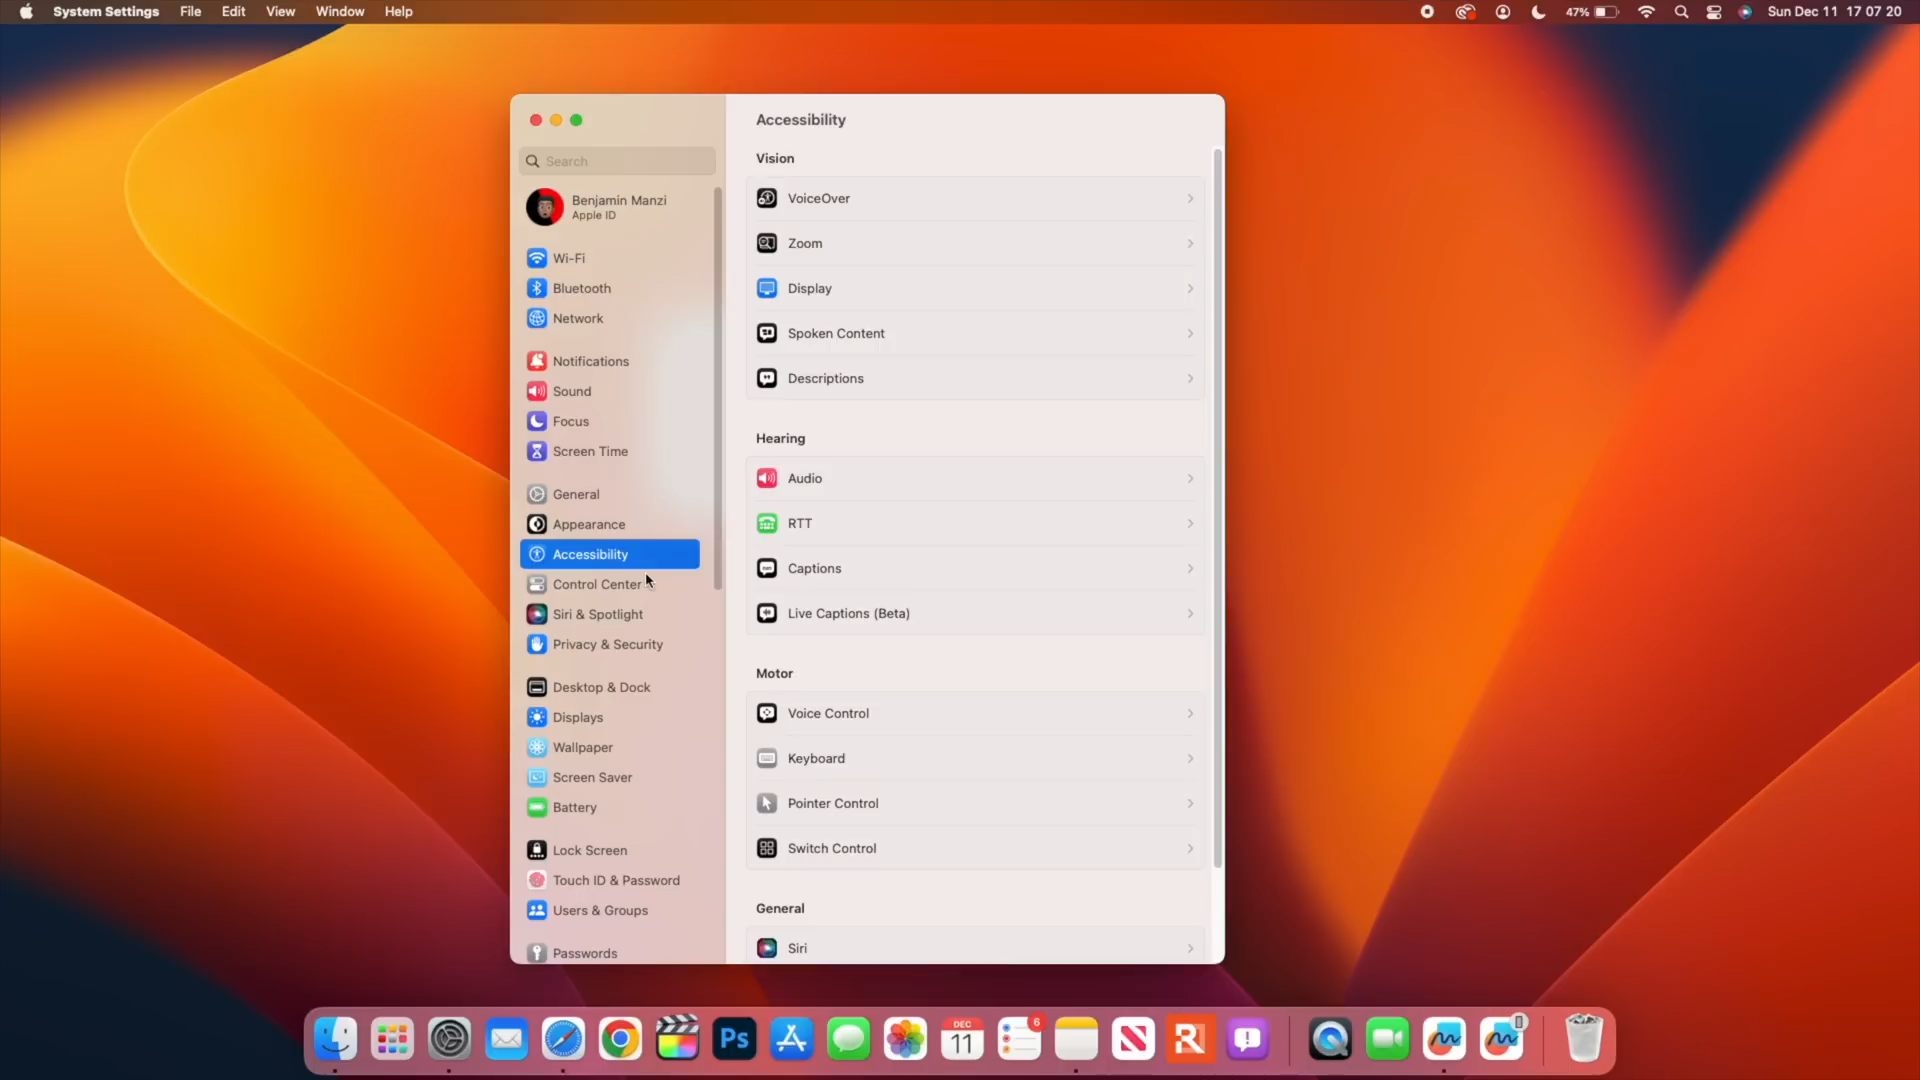 System Settings File Edit View Window Help 47% Sun Dec 11 17 07 20
Accessibility
Search
Benjamin Manzi
Apple ID
Wi-Fi
Bluetooth
Network
Notifications
Sound
Focus
Screen Time
General
Appearance
Accessibility
Control Center
Siri & Spotlight
Privacy & Security
Desktop & Dock
Displays
Wallpaper
Screen Saver
Battery
Lock Screen
Touch ID & Password
Users & Groups
Passwords
Vision
VoiceOver
Zoom
Display
Spoken Content
Descriptions
Hearing
Audio
RTT
Captions
Live Captions (Beta)
Motor
Voice Control
Keyboard
Pointer Control
Switch Control
General
Siri
Ps
DEC
11
6